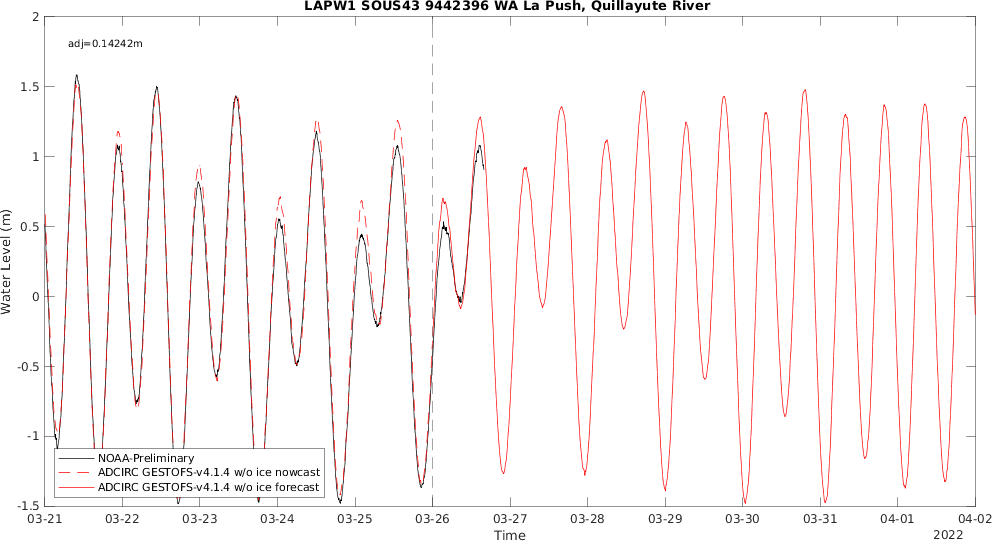 LAPW1 SOUS43 9442396 WA La Push, Quillayute River
adj=0.14242m
2
1.5
1
0.5
0
-0.5
-1
-1.5
Water Level (m)
NOAA-Preliminary
ADCIRC GESTOFS-v4.1.4 w/o ice nowcast
ADCIRC GESTOFS-v4.1.4 w/o ice forecast
03-21 03-22 03-23 03-24 03-25 03-26 03-27 03-28 03-29 03-30 03-31 04-01 04-02
Time
2022